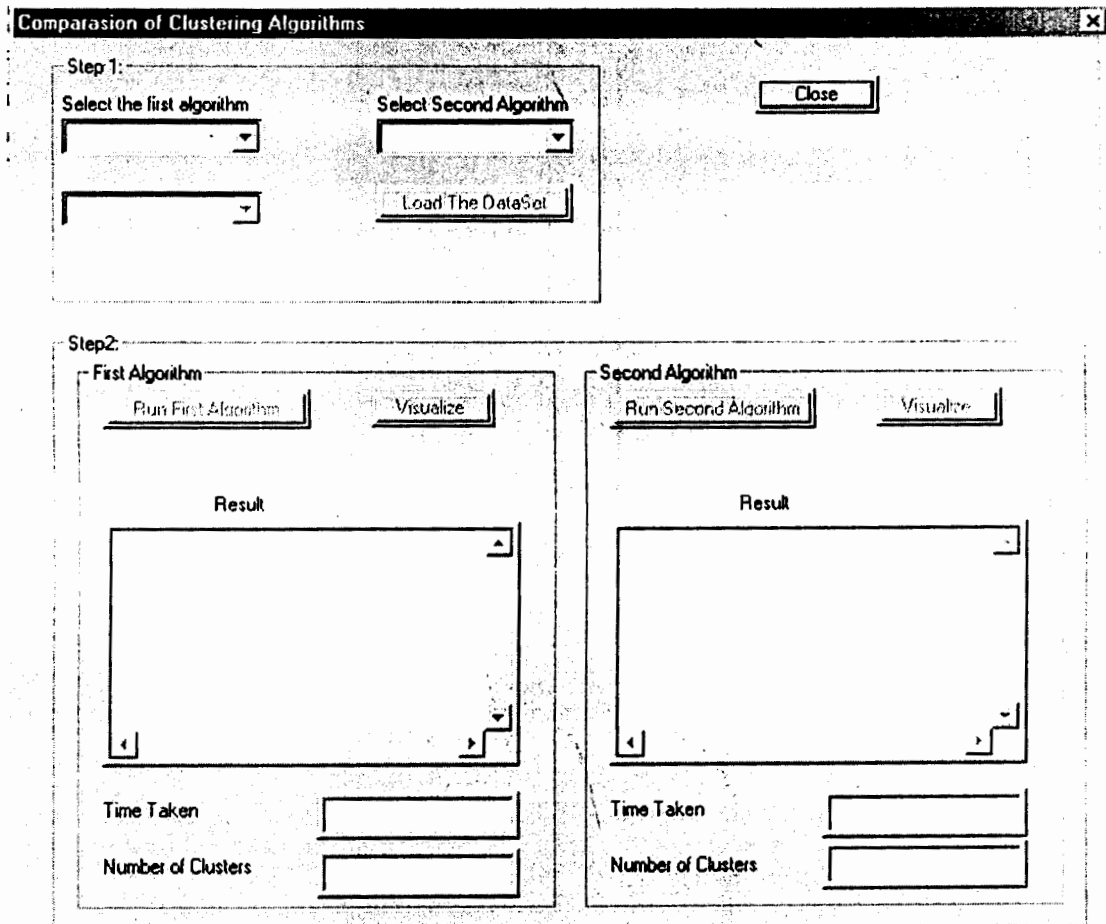 Comparasion of Clustering Algorithms
Step 1:
Select the first algorithm
Select Second Algorithm
Close
Load The DataSet
Step2:
First Algorithm
Run First Algorithm
Visualize
Result
Time Taken
Number of Clusters
Second Algorithm
Run Second Algorithm
Visualize
Result
Time Taken
Number of Clusters